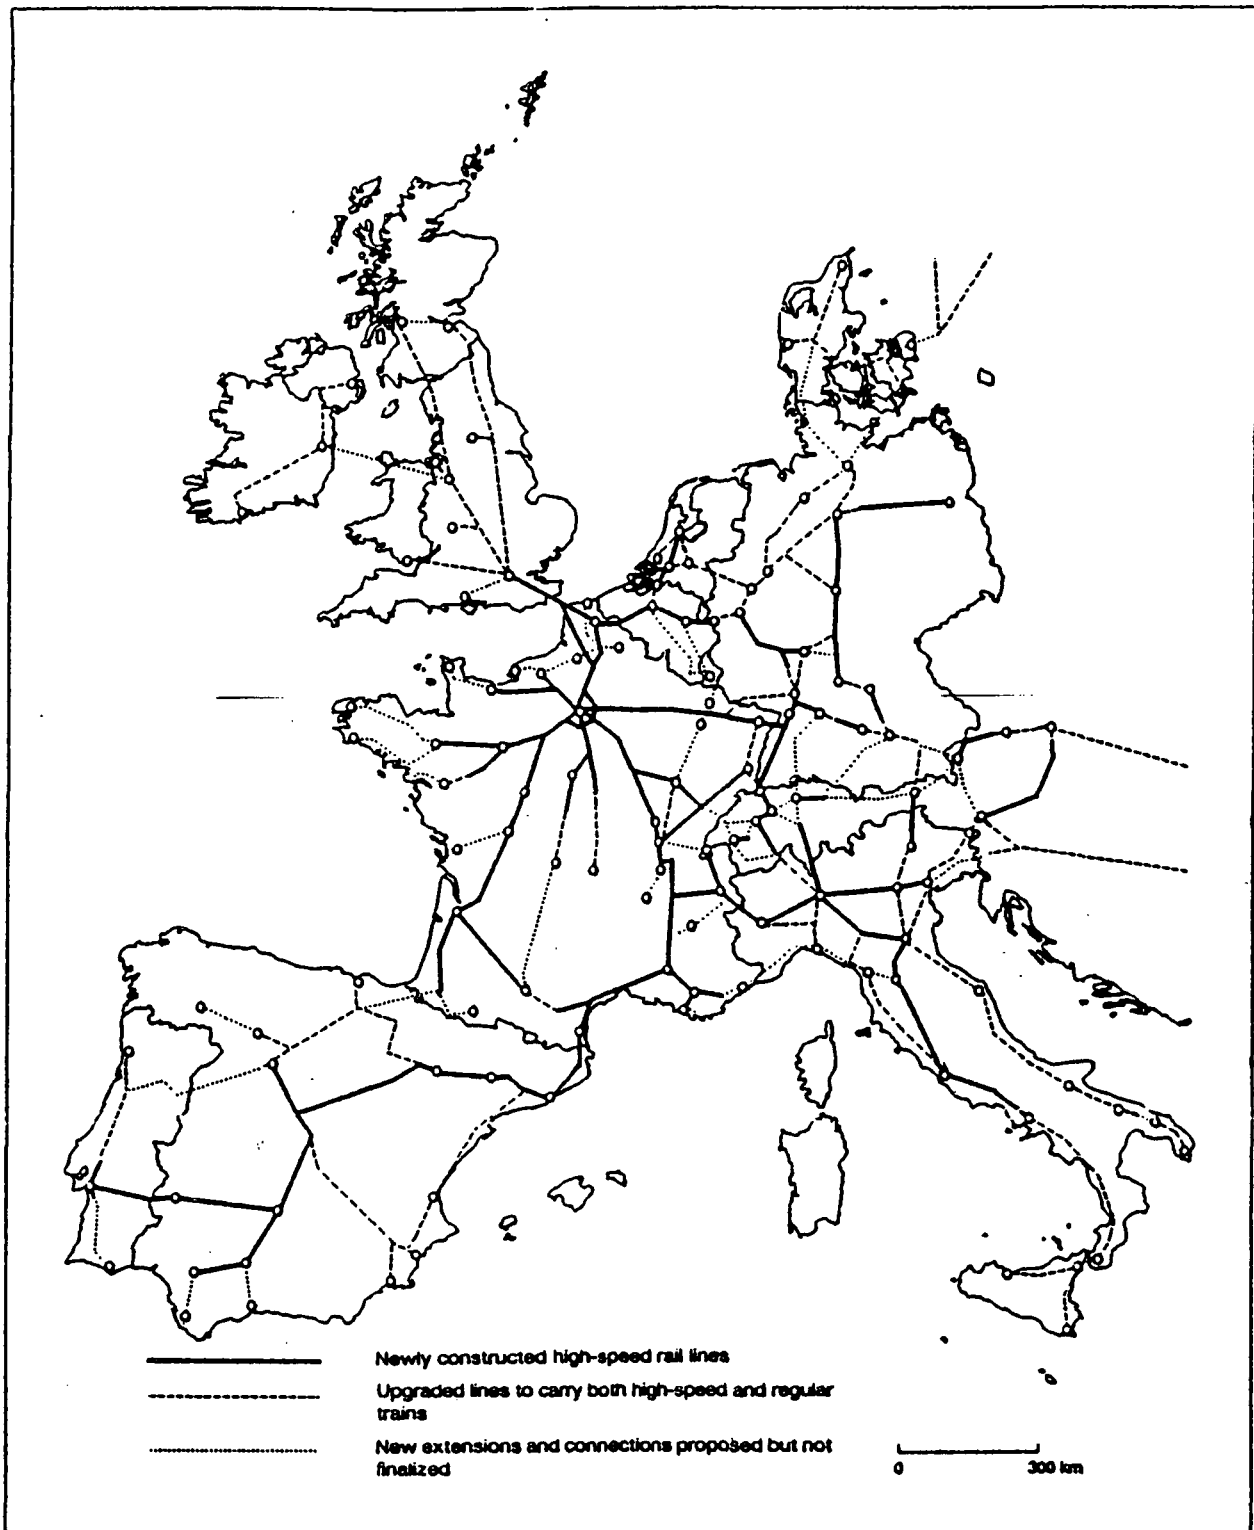 Newly constructed high-speed rail lines
Upgraded lines to carry both high-speed and regular
trains
New extensions and connections proposed but not
finalized
0 300 km